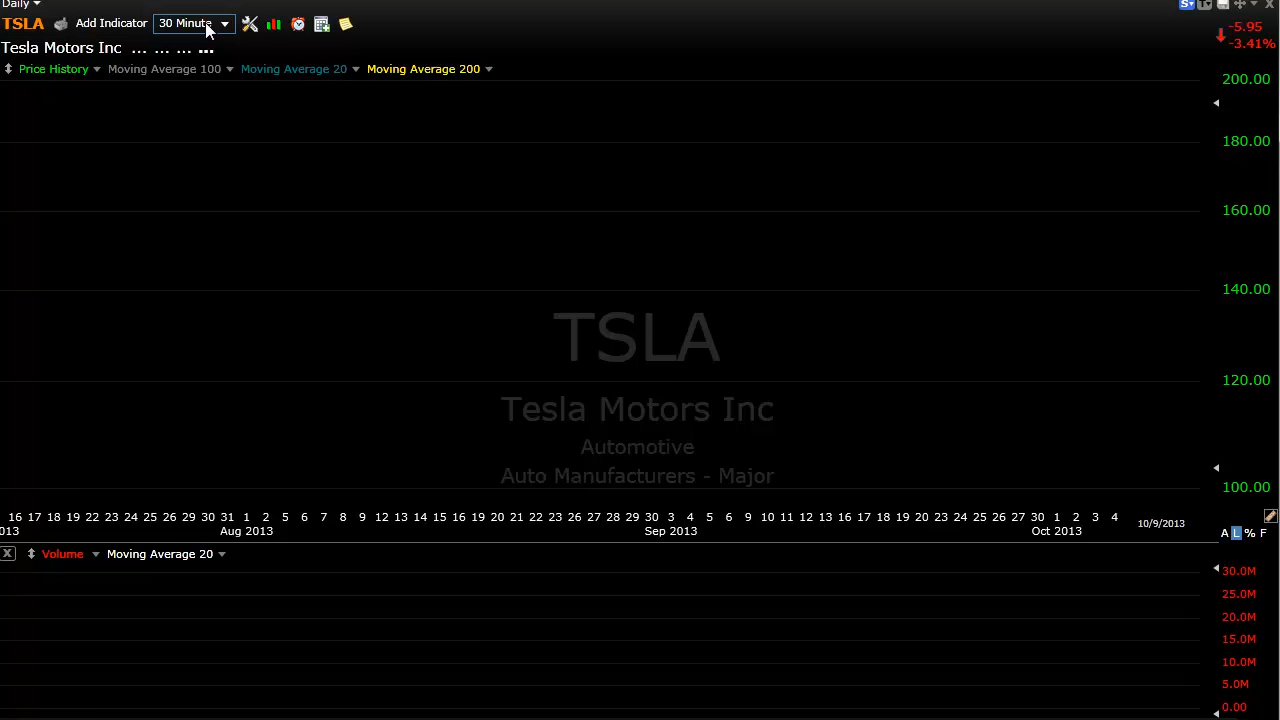 Daily
TSLA Add Indicator 30 Minute
-5.95
-3.41%
Tesla Motors Inc ... ... ... ...
Price History Moving Average 100 Moving Average 20 Moving Average 200
200.00
180.00
160.00
140.00
120.00
100.00
TSLA
Tesla Motors Inc
Automotive
Auto Manufacturers - Major
16 17 18 19 22 23 24 25 26 29 30 31 1 2 5 6 7 8 9 12 13 14 15 16 19 20 21 22 23 26 27 28 29 30 3 4 5 6 9 10 11 12 13 16 17 18 19 20 23 24 25 26 27 30 1 2 3 4 10/9/2013
013 Aug 2013 Sep 2013 Oct 2013
A L % F
X Volume Moving Average 20
30.0M
25.0M
20.0M
15.0M
10.0M
5.0M
0.00